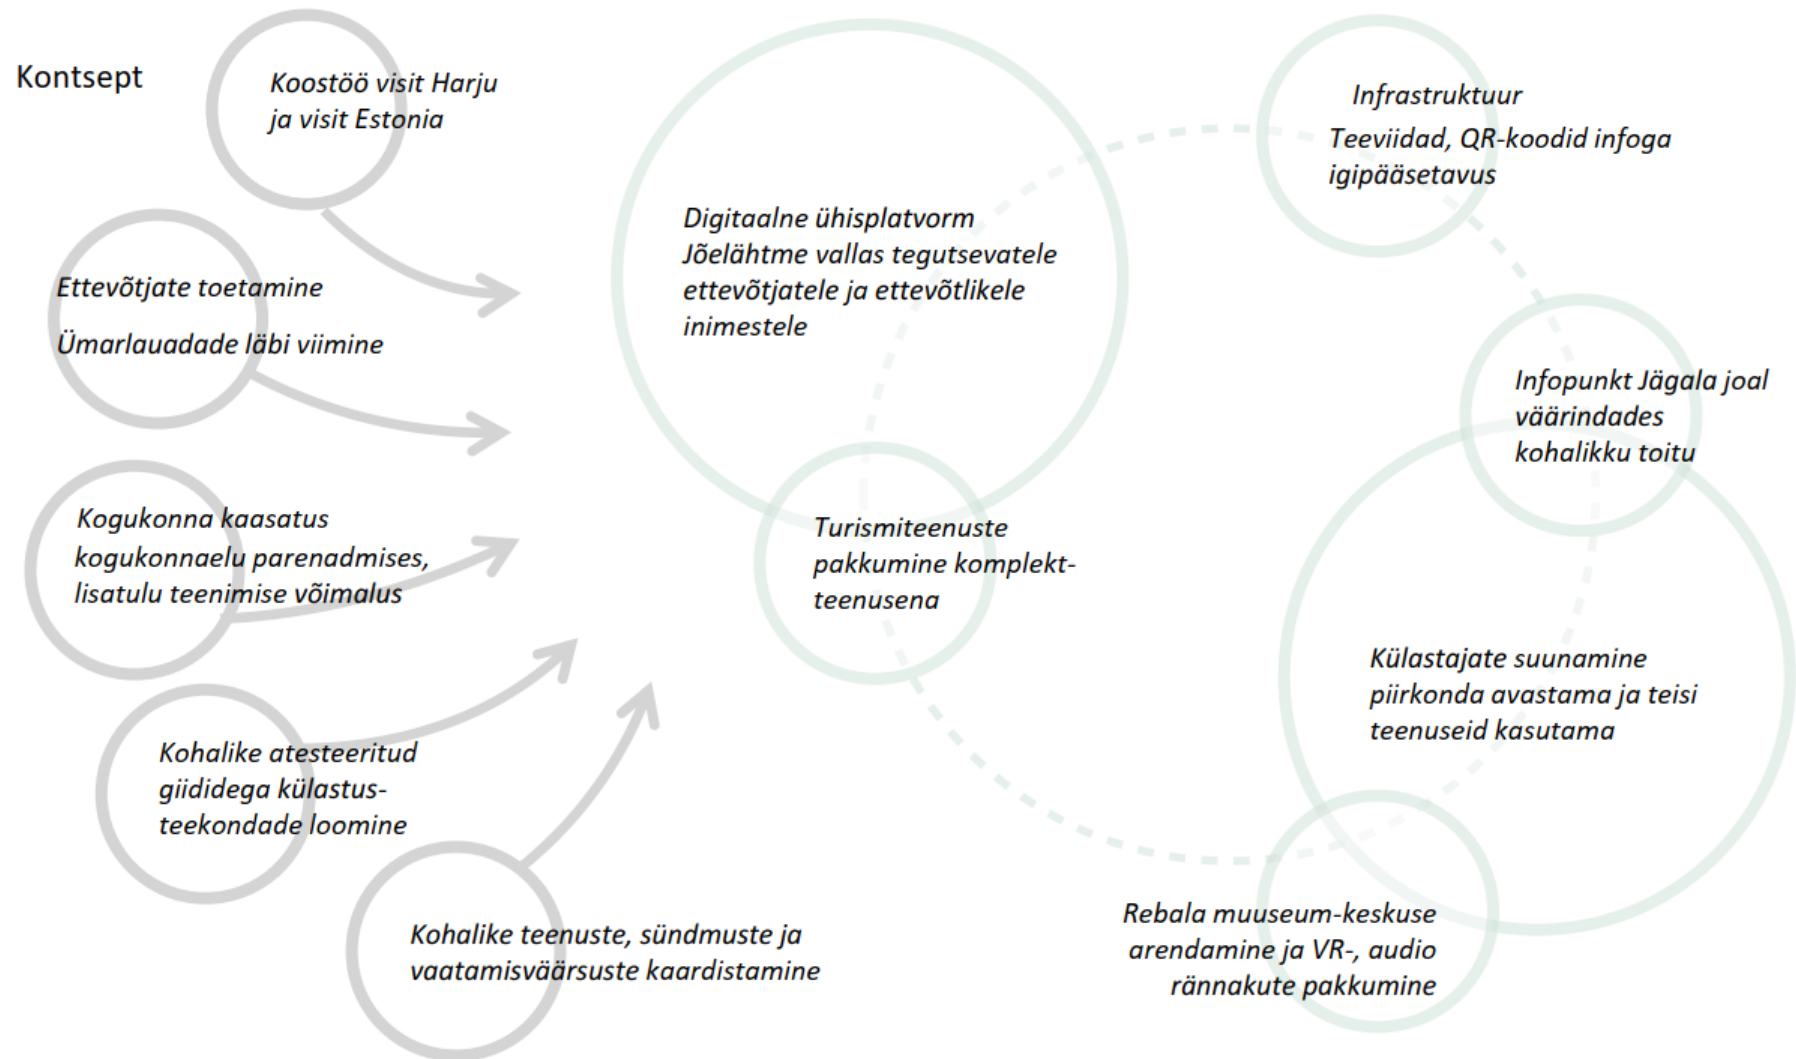 Kontsept
Koostöö visit Harju
ja visit Estonia
Ettevõtjate toetamine
Ümarlauadade läbi viimine
Kogukonna kaasatus
kogukonnaelu parenadmises,
lisatulu teenimise võimalus
Kohalike atesteeritud
giididega külastus-
teekondade loomine
Kohalike teenuste, sündmuste ja
vaatamisväärsuste kaardistamine
Digitaalne ühisplatvorm
Jõelähtme vallas tegutsevatele
ettevõtjatele ja ettevõtlikele
inimestele
Turismiteenuste
pakkumine komplekt-
teenusena
Infrastruktuur
Teeviidad, QR-koodid infoga
igipääsetavus
Infopunkt Jägala joal
väärindades
kohalikku toitu
Külastajate suunamine
piirkonda avastama ja teisi
teenuseid kasutama
Rebala muuseum-keskuse
arendamine ja VR-, audio
rännakute pakkumine